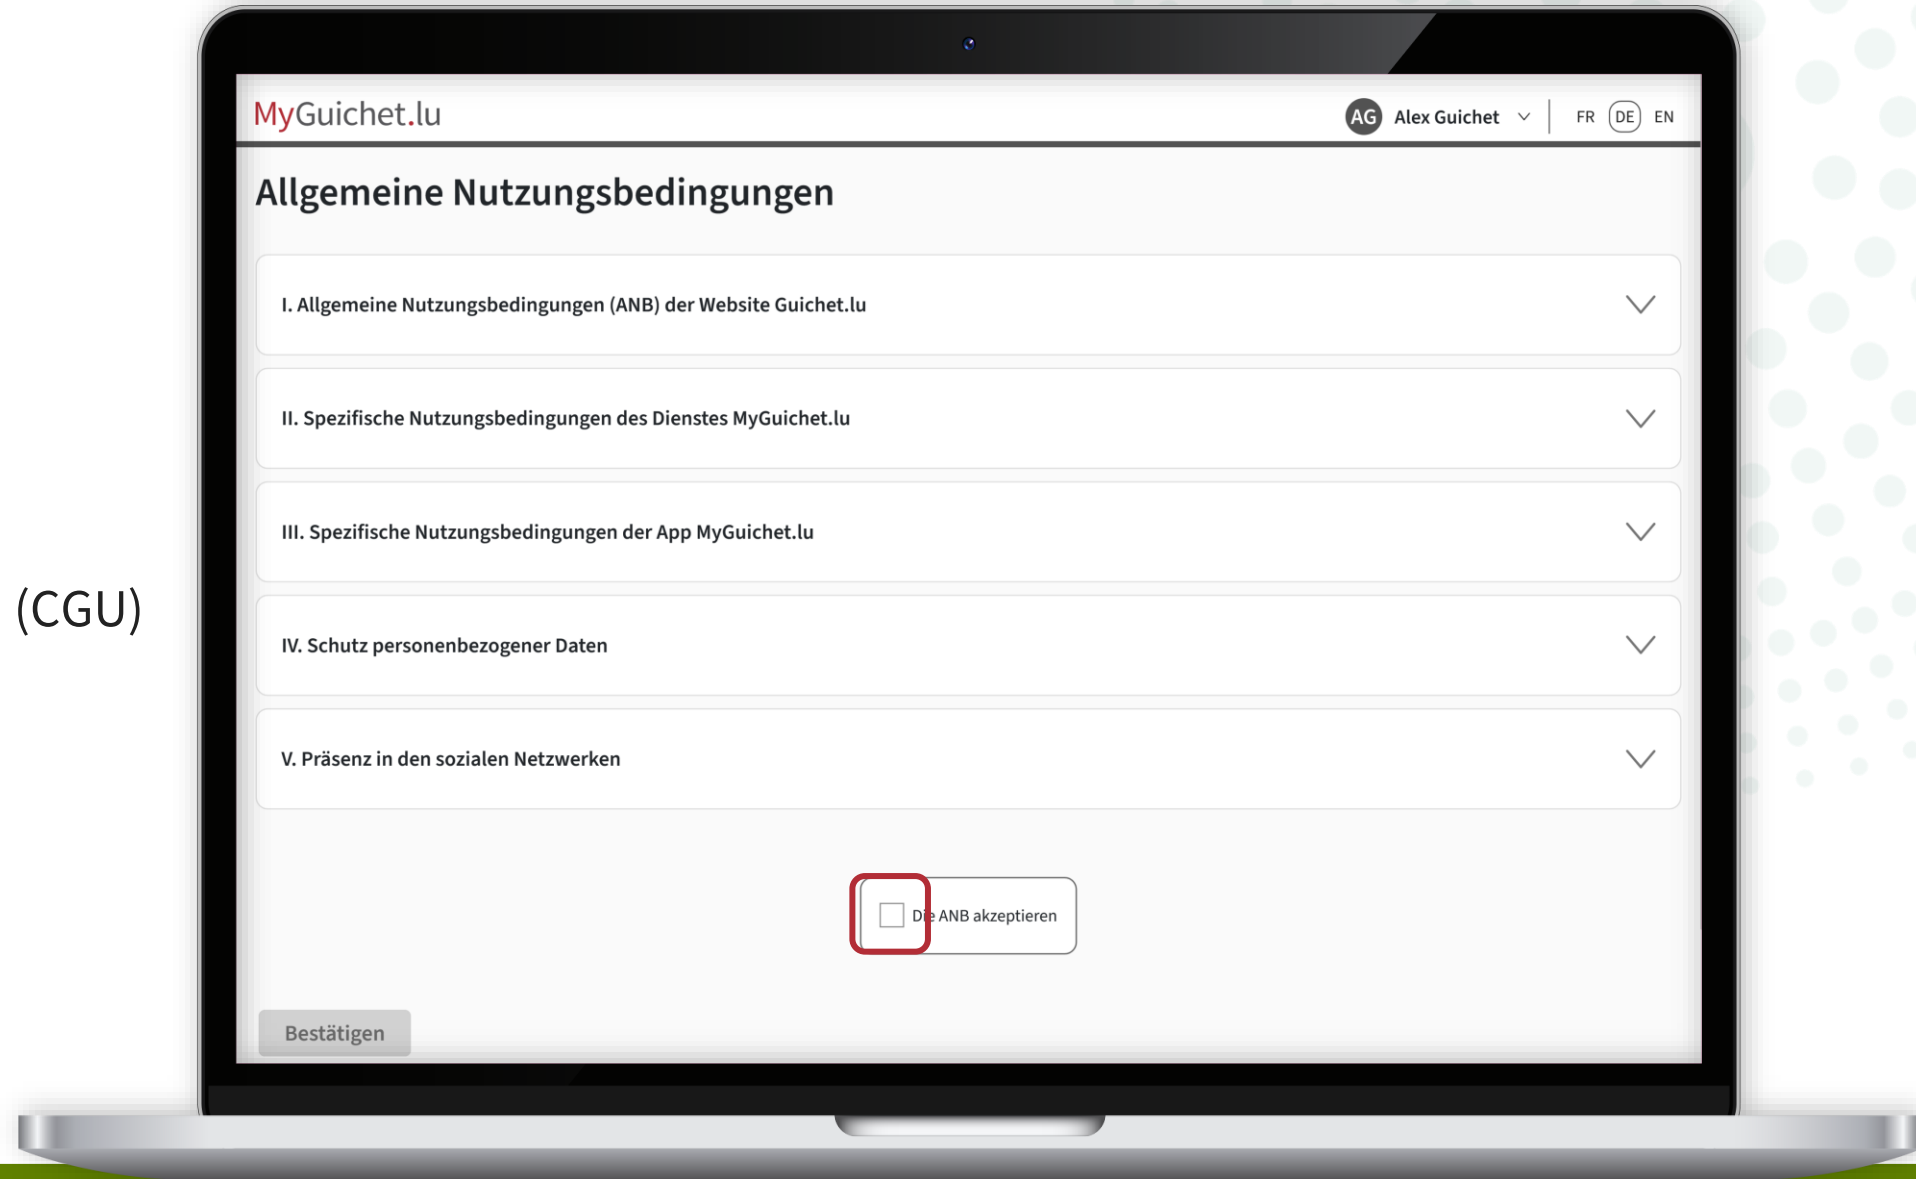 MyGuichet.lu
AG Alex Guichet FR DE EN
Allgemeine Nutzungsbedingungen
I. Allgemeine Nutzungsbedingungen (ANB) der Website Guichet.lu
II. Spezifische Nutzungsbedingungen des Dienstes MyGuichet.lu
III. Spezifische Nutzungsbedingungen der App MyGuichet.lu
(CGU)
IV. Schutz personenbezogener Daten
V. Präsenz in den sozialen Netzwerken
Die ANB akzeptieren
Bestätigen